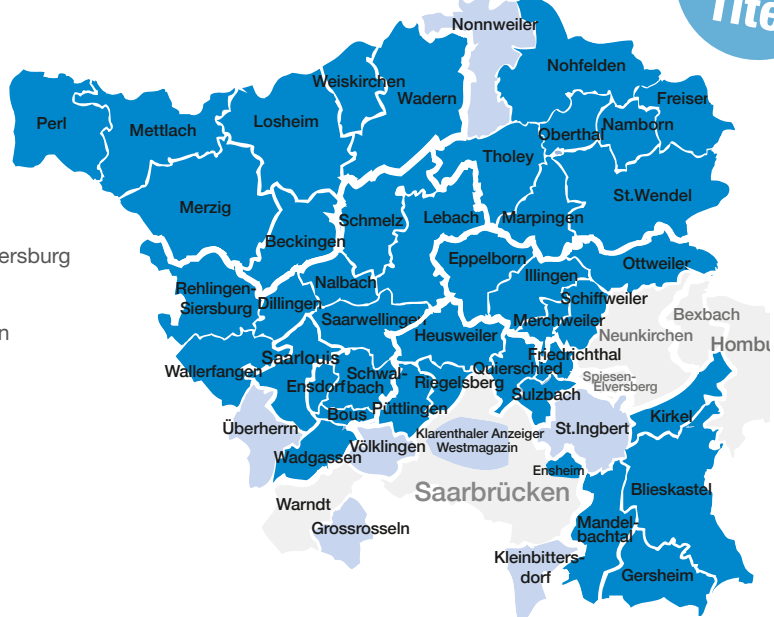 Tite
Nonnweiler
Nohfelden
Weiskirchen
Wadern
Freisen
Perl
Mettlach
Losheim
Oberthal
Namborn
Tholey
St.Wendel
Merzig
Schmelz
Lebach
Marpingen
Beckingen
ersburg
Eppelborn
Illingen
Ottweiler
Rehlingen-
Siersburg
Dillingen
Nalbach
Schiffweiler
Saarwellingen
Merchweiler
Bexbach
n
Heusweiler
Neunkirchen
Hombu
Wallerfangen
Saarlouis
Friedrichthal
Quierschied
Ensdorf
Schwal-
bach
Riegelsberg
Spiesen-
Elversberg
Sulzbach
Bous
Püttlingen
Kirkel
Überherrn
Völklingen
Klarenthaler Anzeiger
Westmagazin
St.Ingbert
Wadgassen
Ensheim
Saarbrücken
Blieskastel
Warndt
Grossrosseln
Mandel-
bachtal
Kleinbitters-
dorf
Gersheim